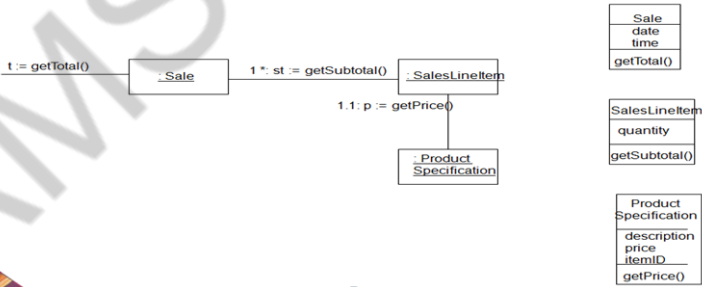 t := getTotal()
: Sale
1 *: st := getSubtotal()
: SalesLineItem
1.1: p := getPrice()
: Product
Specification
Sale
date
time
getTotal()
SalesLineItem
quantity
getSubtotal()
Product
Specification
description
price
itemID
getPrice()